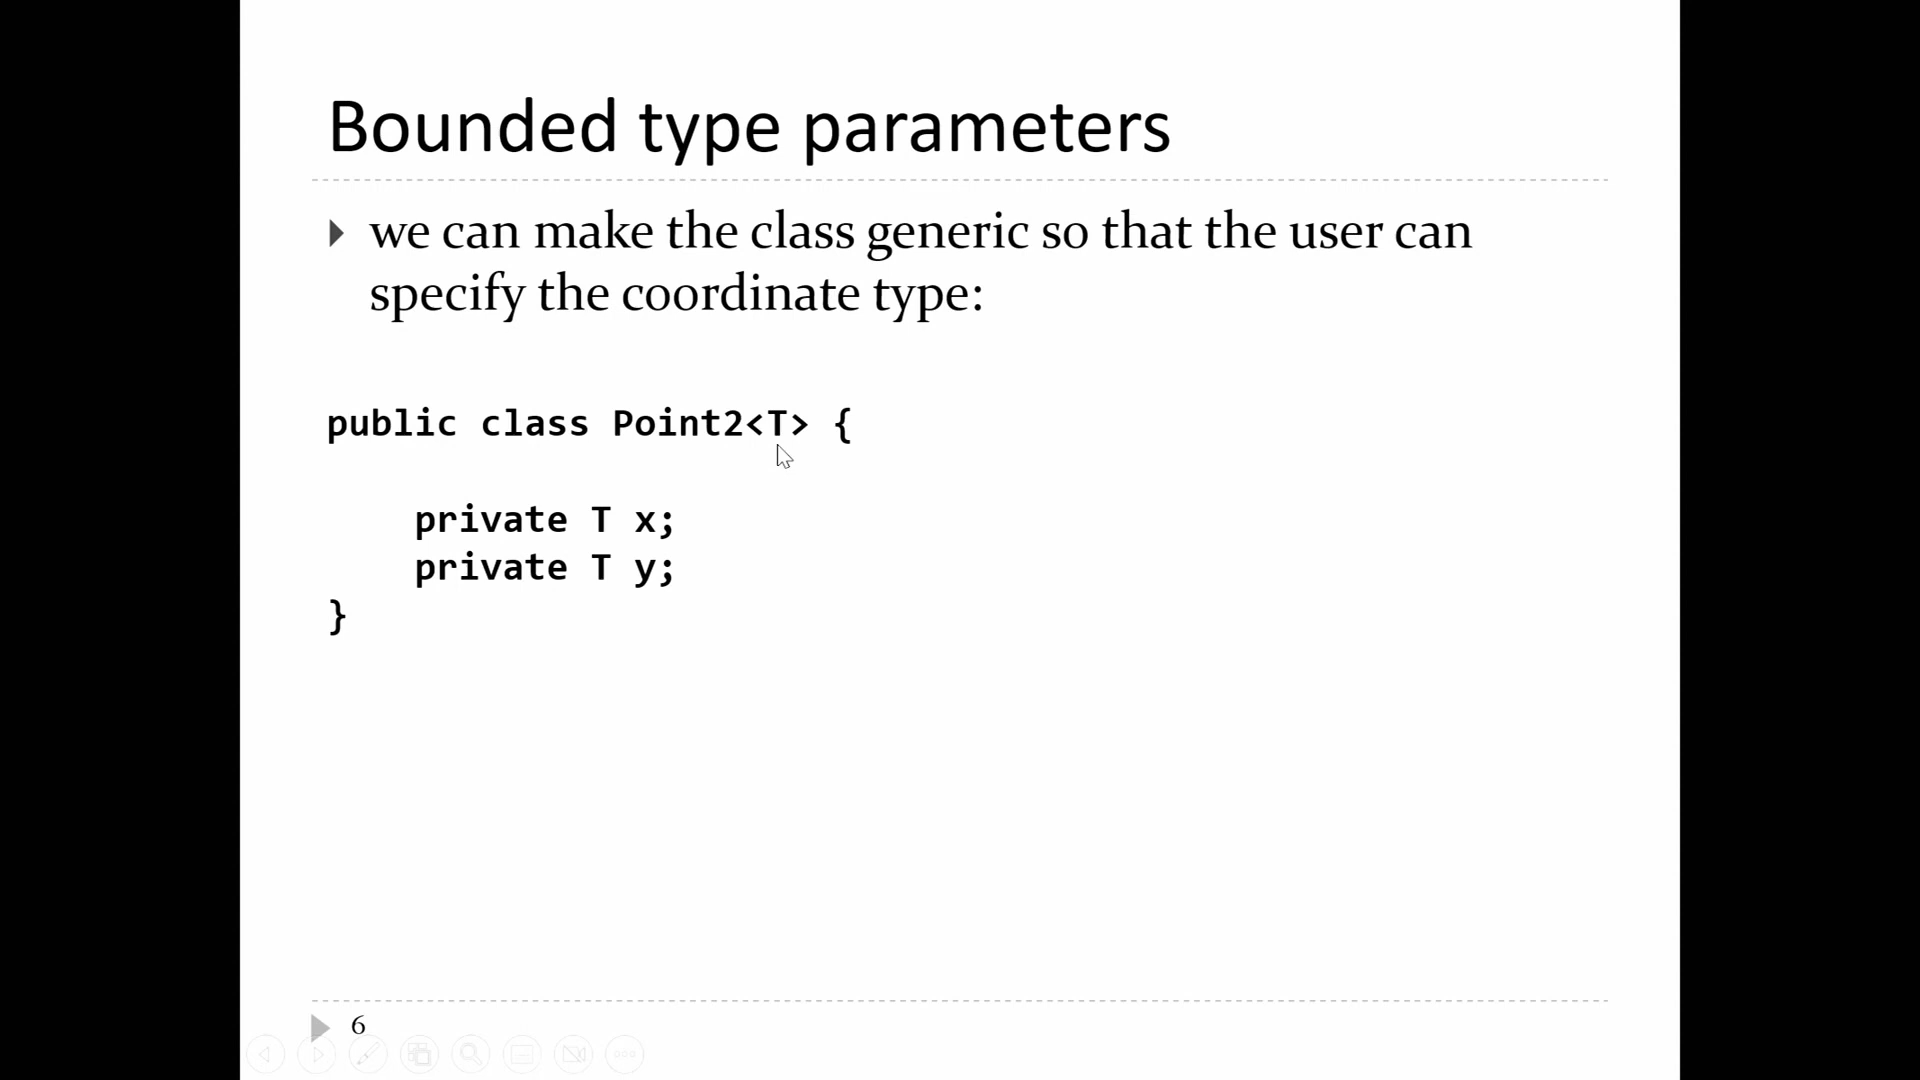 Bounded type parameters
we can make the class generic so that the user can
specify the coordinate type:
public class Point2<T> {
private T x;
private T y;
}
6